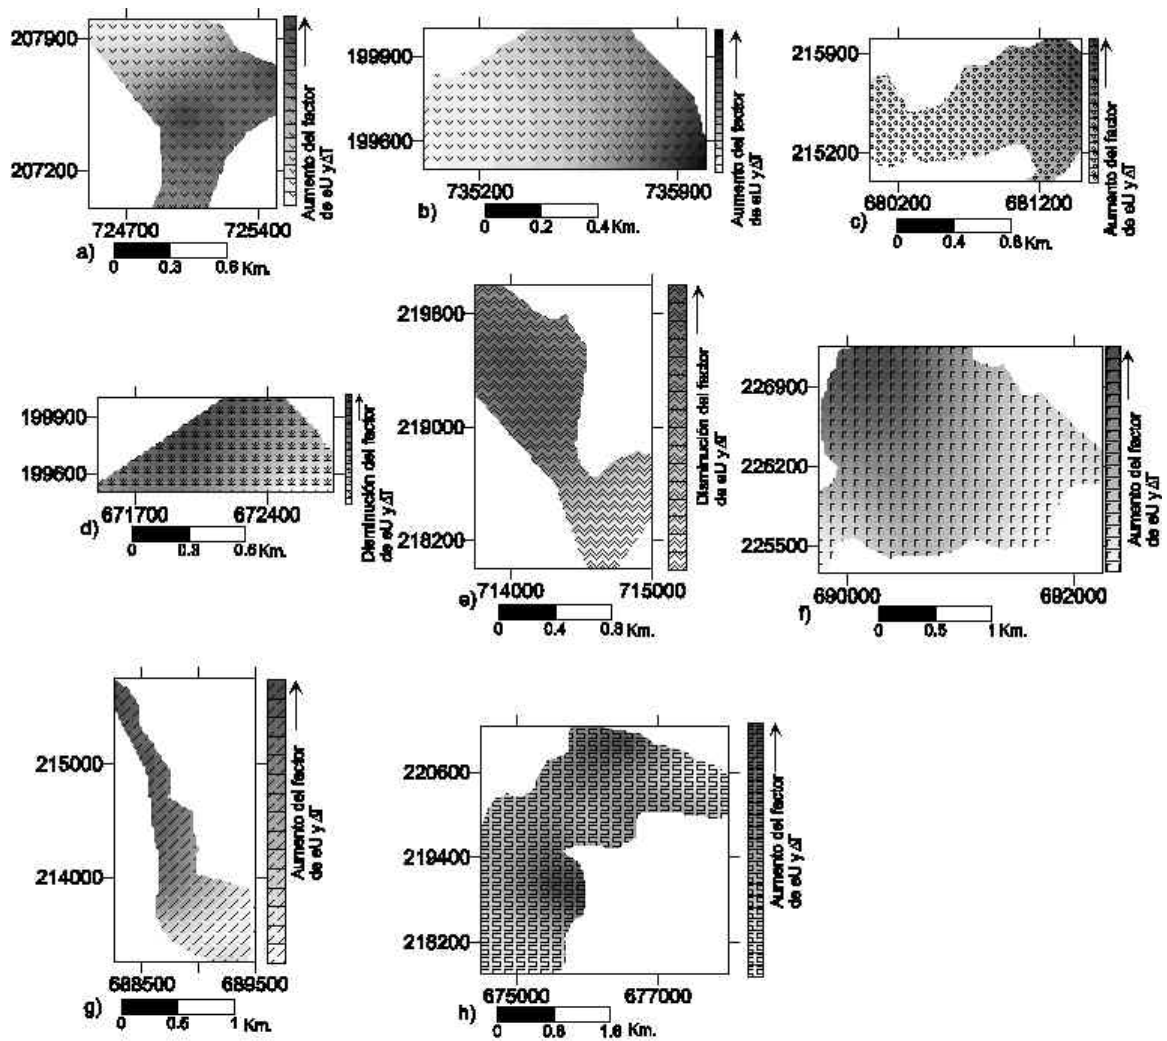 207900
207200
724700 725400
a)
0 0.3 0.6 Km.
Aumento del factor
de eU y ΔT
199900
199600
735200 735900
b)
0 0.2 0.4 Km.
Aumento del factor
de eU y ΔT
215900
215200
680200 681200
c)
0 0.4 0.8 Km.
Aumento del factor
de eU y ΔT
199600
671700 672400
d)
0 0.3 0.6 Km.
Disminución del factor
de eU y ΔT
219800
219000
218200
714000 715000
e)
0 0.4 0.8 Km.
Disminución del factor
de eU y ΔT
226900
226200
225500
690000 692000
f)
0 0.5 1 Km.
Aumento del factor
de eU y ΔT
215000
214000
688500 689500
g)
0 0.5 1 Km.
Aumento del factor
de eU y ΔT
220600
219400
218200
675000 677000
h)
0 0.8 1.6 Km.
Aumento del factor
de eU y ΔT